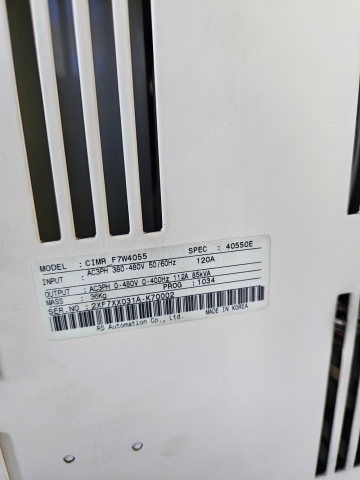 MODEL : CIMR F7W4055 SPEC : 40550E
INPUT : AC3PH 380-480V 50/60Hz 120A
OUTPUT : AC3PH 0-480V 0-400Hz 112A 85kVA
MASS : 36Kg PROG : 1034
SER.NO : 2XF7XX031A-K70002
RS Automation Co., Ltd. MADE IN KOREA